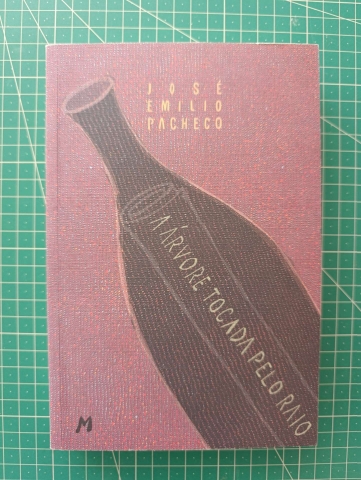 JOSÉ
EMILIO
PACHECO
A ÁRVORE TOCADA PELO RAIO
M